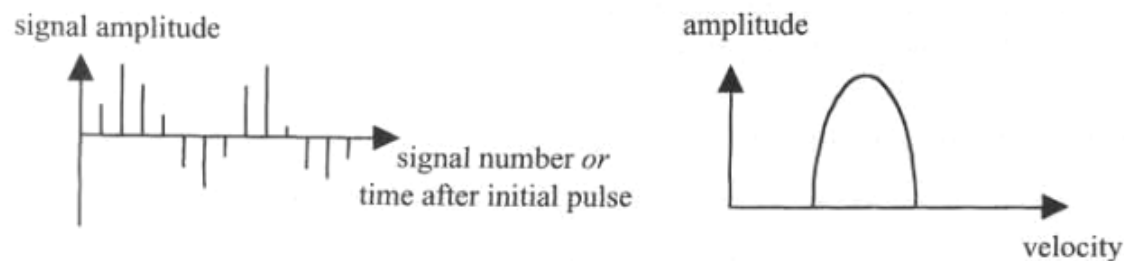 signal amplitude
signal number or
time after initial pulse
amplitude
velocity